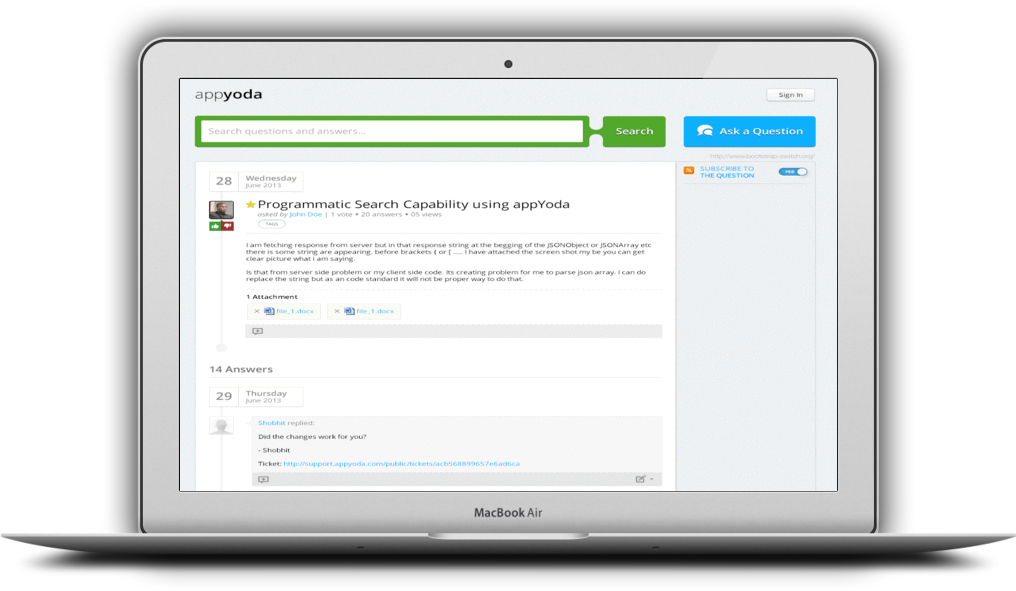 appyoda
Sign In
Search questions and answers...
Search
Ask a Question
http://www.bootstrap-switch.org/
28
Wednesday
June 2013
SUBSCRIBE TO
THE QUESTION
YES
Programmatic Search Capability using appYoda
asked by John Doe | 1 vote • 20 answers • 05 views
TAGS
I am fetching response from server but in that response string at the begging of the JSONObject or JSONArray etc
there is some string are appearing. before brackets { or [ ..... i have attached the screen shot my be you can get
clear picture what i am saying.
Is that from server side problem or my client side code. Its creating problem for me to parse json array. I can do
replace the string but as an code standard it will not be proper way to do that.
1 Attachment
× file_1.docx
× file_1.docx
14 Answers
29
Thursday
June 2013
Shobhit replied:
Did the changes work for you?
- Shobhit
Ticket: http://support.appyoda.com/public/tickets/acb568899657e6ad6ca
MacBook Air